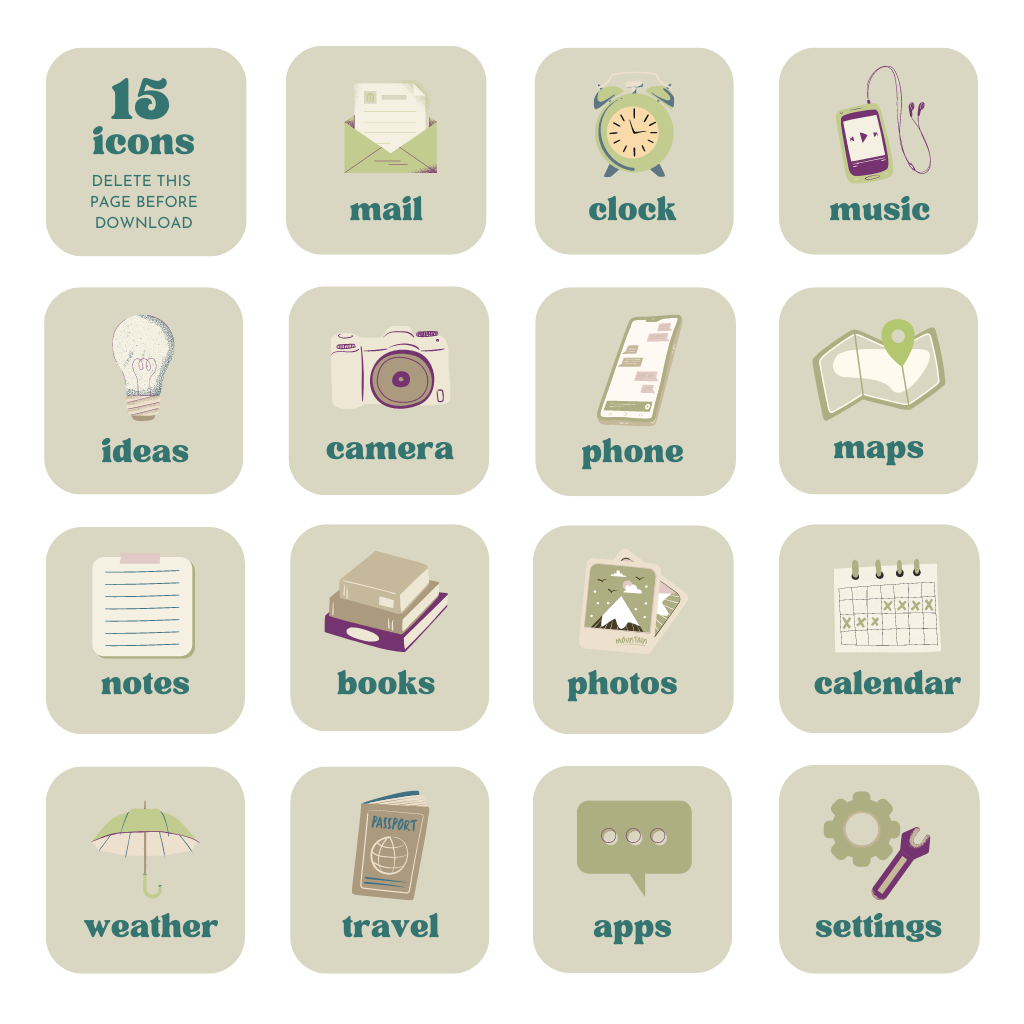 15
icons
DELETE THIS
PAGE BEFORE
DOWNLOAD
mail
clock
music
ideas
camera
phone
maps
notes
books
MOUNTAIN
photos
calendar
weather
PASSPORT
travel
apps
settings